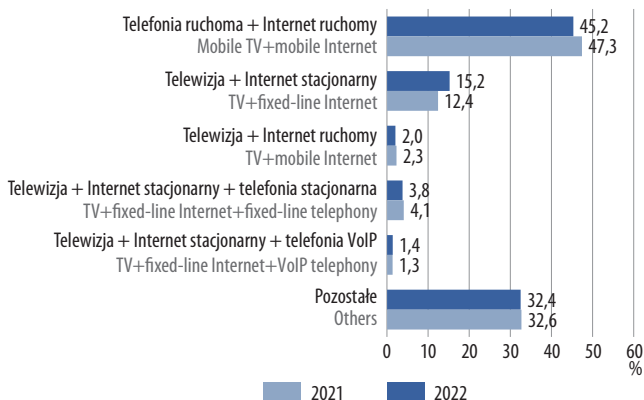 Telefonia ruchoma + Internet ruchomy
Mobile TV+mobile Internet
45,2
47,3
Telewizja + Internet stacjonarny
TV+fixed-line Internet
15,2
12,4
Telewizja + Internet ruchomy
TV+mobile Internet
2,0
2,3
Telewizja + Internet stacjonarny + telefonia stacjonarna
TV+fixed-line Internet+fixed-line telephony
3,8
4,1
Telewizja + Internet stacjonarny + telefonia VoIP
TV+fixed-line Internet+VoIP telephony
1,4
1,3
Pozostałe
Others
32,4
32,6
0 10 20 30 40 50 60
%
2021 2022